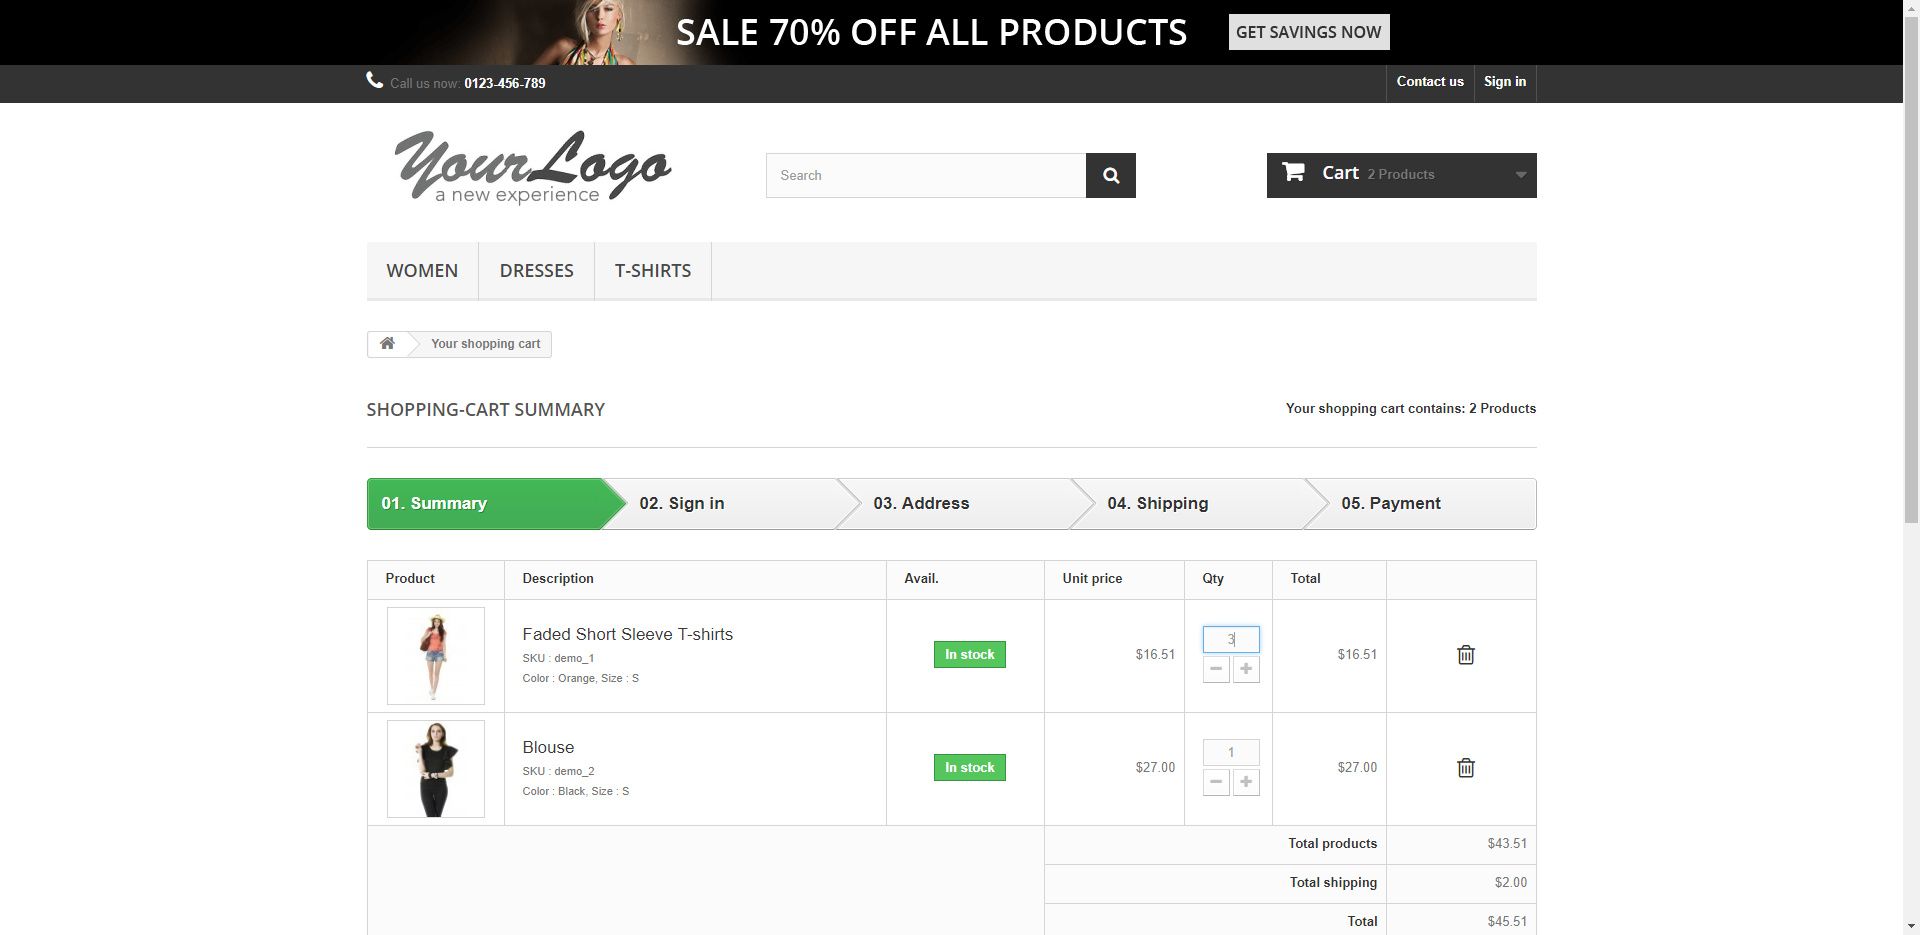 SALE 70% OFF ALL PRODUCTS GET SAVINGS NOW
Call us now: 0123-456-789 Contact us Sign in
YourLogo
a new experience
Search
Cart 2 Products
WOMEN DRESSES T-SHIRTS
Your shopping cart
SHOPPING-CART SUMMARY Your shopping cart contains: 2 Products
01. Summary 02. Sign in 03. Address 04. Shipping 05. Payment
Product Description Avail. Unit price Qty Total
Faded Short Sleeve T-shirts
SKU : demo_1
Color : Orange, Size : S
In stock $16.51 3 $16.51
Blouse
SKU : demo_2
Color : Black, Size : S
In stock $27.00 1 $27.00
Total products $43.51
Total shipping $2.00
Total $45.51